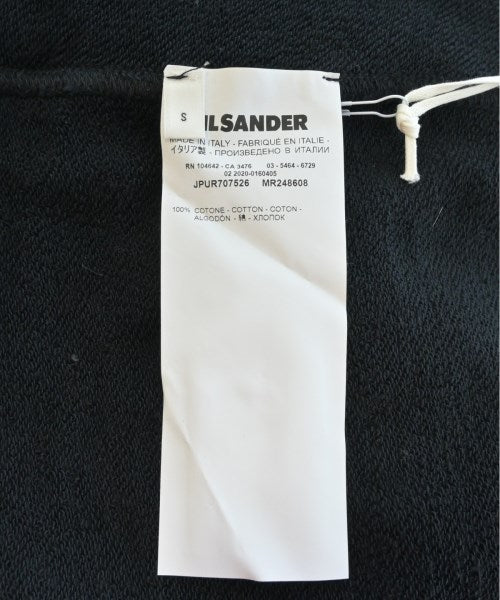 S
ILSANDER
MADE IN ITALY - FABRIQUÉ EN ITALIE -
イタリア製 - ПРОИЗВЕДЕНО В ИТАЛИИ
RN 104642 - CA 3476 03 - 5464 - 6729
02 2020-0160405
JPUR707526 MR248608
100% COTONE - COTTON - COTON -
ALGODÓN - 綿 - ХЛОПОК